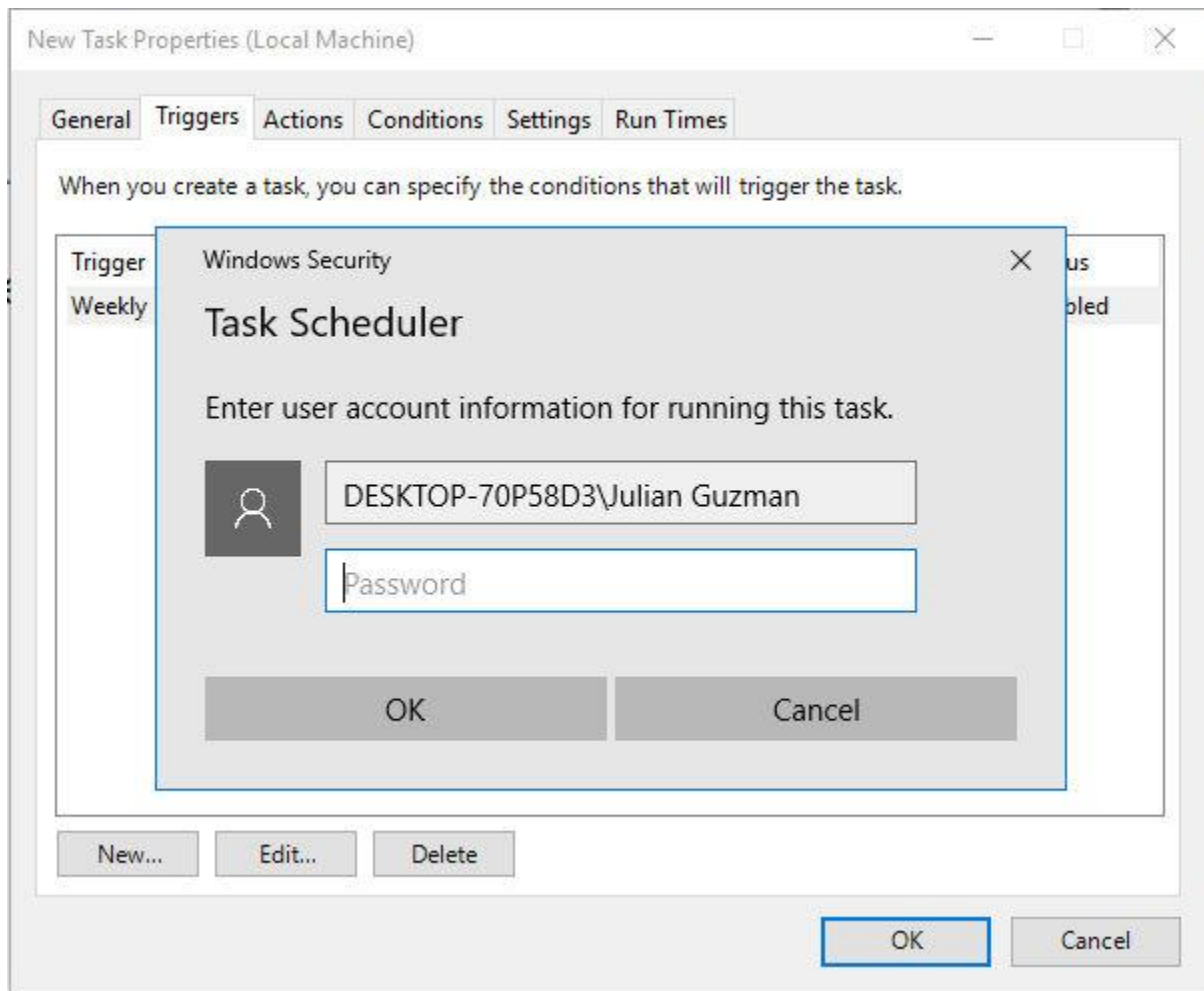 New Task Properties (Local Machine)
General Triggers Actions Conditions Settings Run Times
When you create a task, you can specify the conditions that will trigger the task.
Trigger
Weekly
Windows Security
Task Scheduler
Enter user account information for running this task.
DESKTOP-70P58D3\Julian Guzman
Password
OK Cancel
us
bled
New... Edit... Delete
OK Cancel